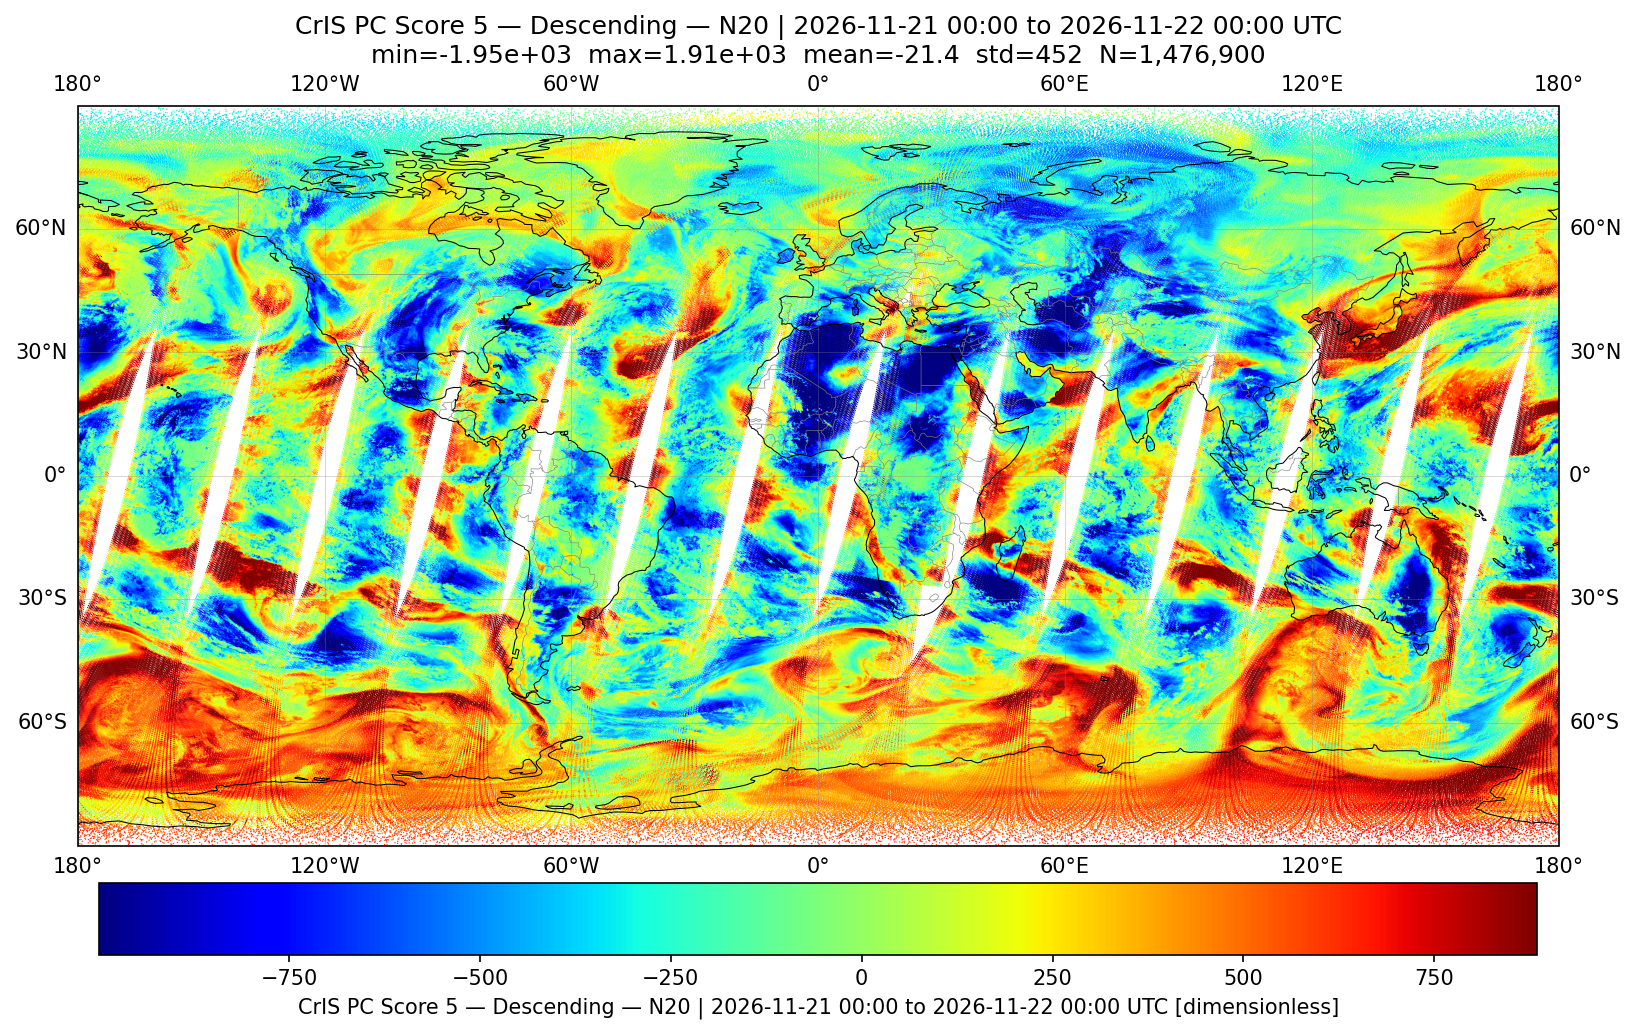 CrIS PC Score 5 — Descending — N20 | 2026-11-21 00:00 to 2026-11-22 00:00 UTC
min=-1.95e+03  max=1.91e+03  mean=-21.4  std=452  N=1,476,900
180° 120°W 60°W 0° 60°E 120°E 180°
60°N 60°N
30°N 30°N
0° 0°
30°S 30°S
60°S 60°S
180° 120°W 60°W 0° 60°E 120°E 180°
−750 −500 −250 0 250 500 750
CrIS PC Score 5 — Descending — N20 | 2026-11-21 00:00 to 2026-11-22 00:00 UTC [dimensionless]